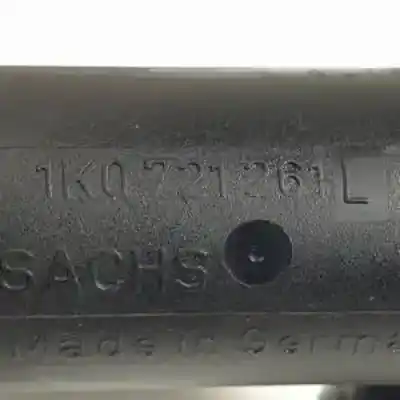 1K0 721 261 L
SACHS
Made in Germa